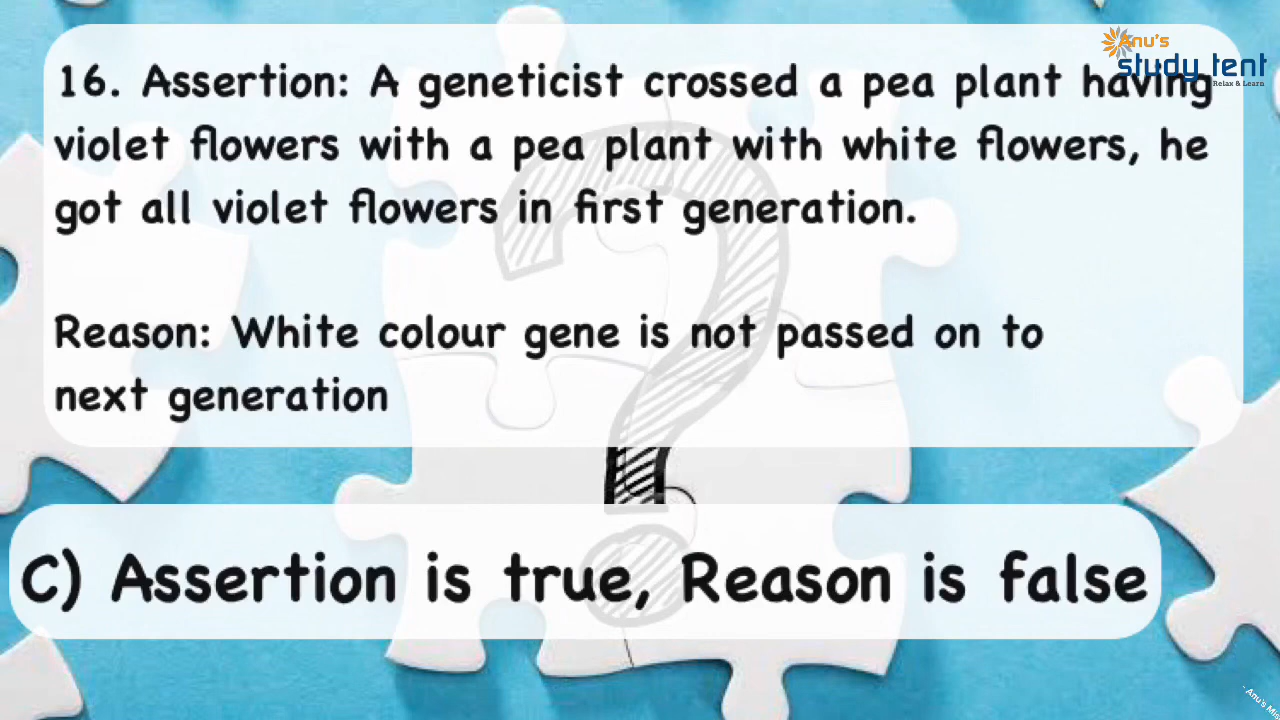 Anu's
study tent
Relax & Learn
16. Assertion: A geneticist crossed a pea plant having
violet flowers with a pea plant with white flowers, he
got all violet flowers in first generation.
Reason: White colour gene is not passed on to
next generation
C) Assertion is true, Reason is false
- Anu's